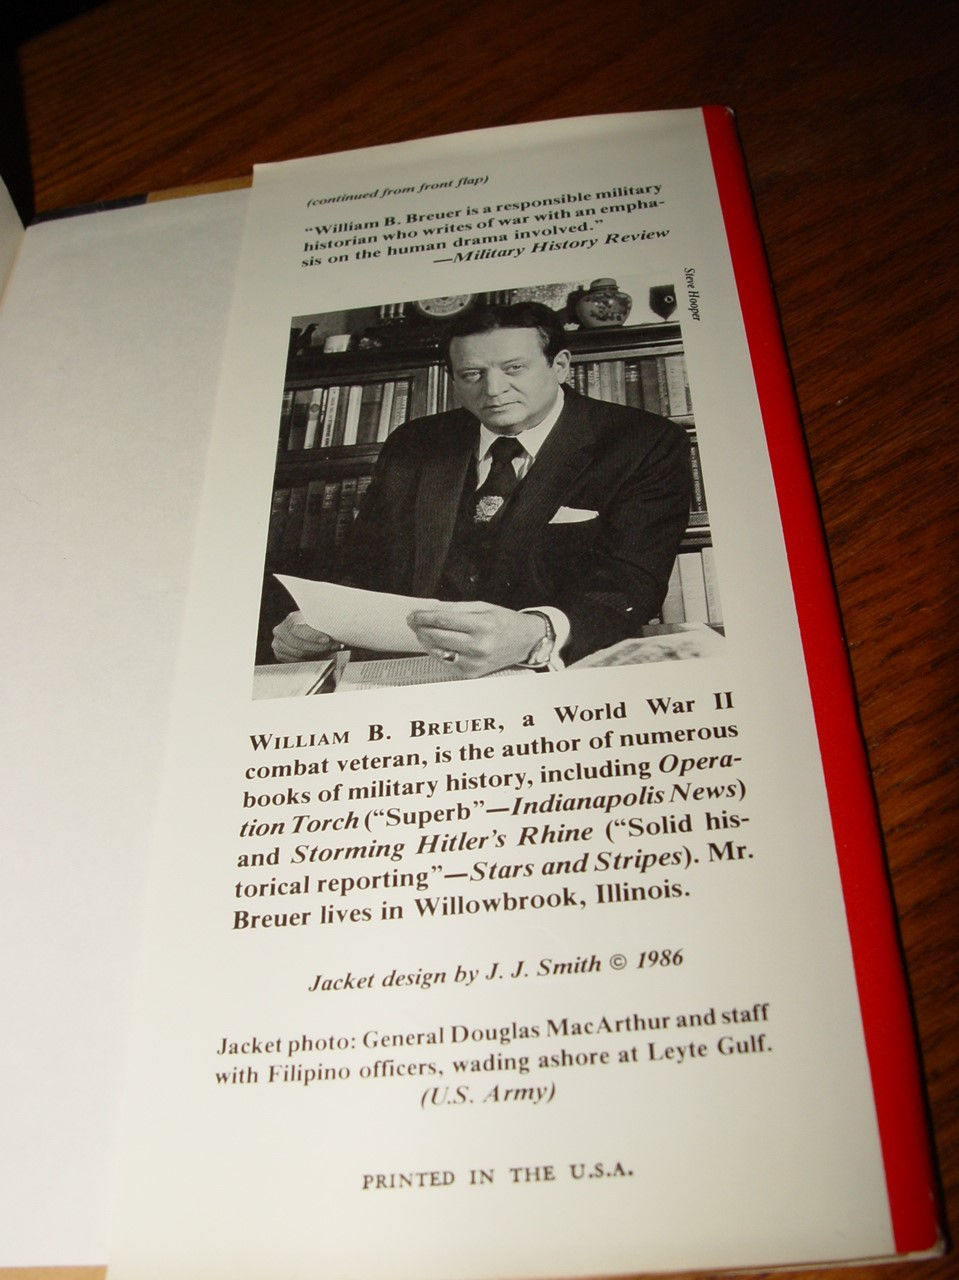 (continued from front flap)
“William B. Breuer is a responsible military
historian who writes of war with an empha-
sis on the human drama involved.”
—Military History Review
Steve Hooper
WILLIAM B. BREUER, a World War II
combat veteran, is the author of numerous
books of military history, including Opera-
tion Torch (“Superb”—Indianapolis News)
and Storming Hitler's Rhine (“Solid his-
torical reporting”—Stars and Stripes). Mr.
Breuer lives in Willowbrook, Illinois.
Jacket design by J. J. Smith © 1986
Jacket photo: General Douglas MacArthur and staff
with Filipino officers, wading ashore at Leyte Gulf.
(U.S. Army)
PRINTED IN THE U.S.A.